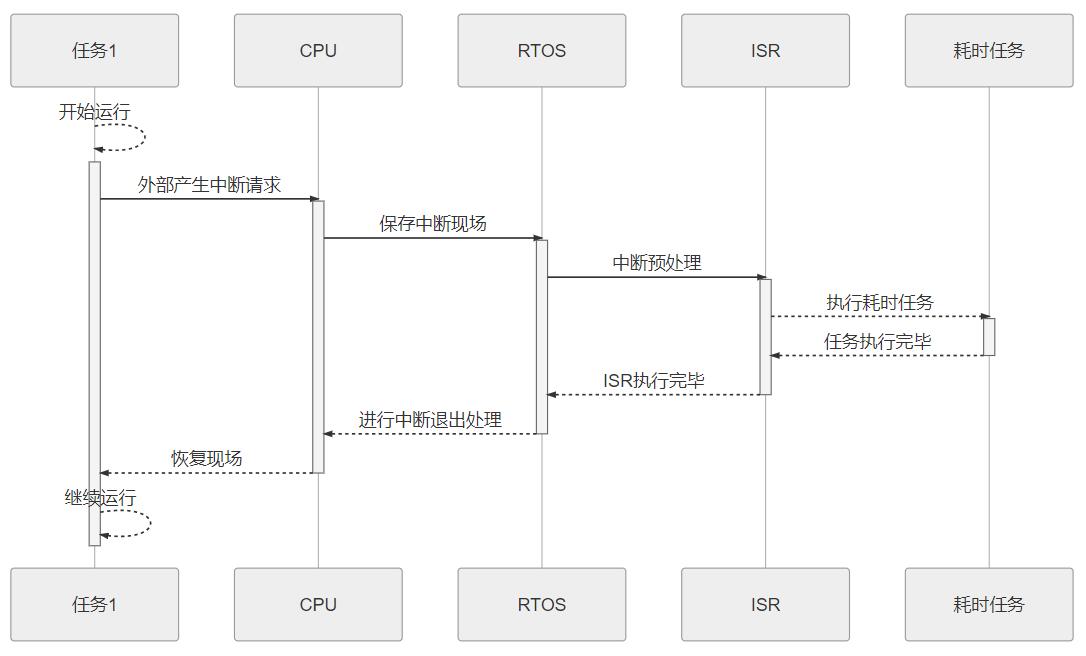 任务1
CPU
RTOS
ISR
耗时任务
开始运行
外部产生中断请求
保存中断现场
中断预处理
执行耗时任务
任务执行完毕
ISR执行完毕
进行中断退出处理
恢复现场
继续运行
任务1
CPU
RTOS
ISR
耗时任务